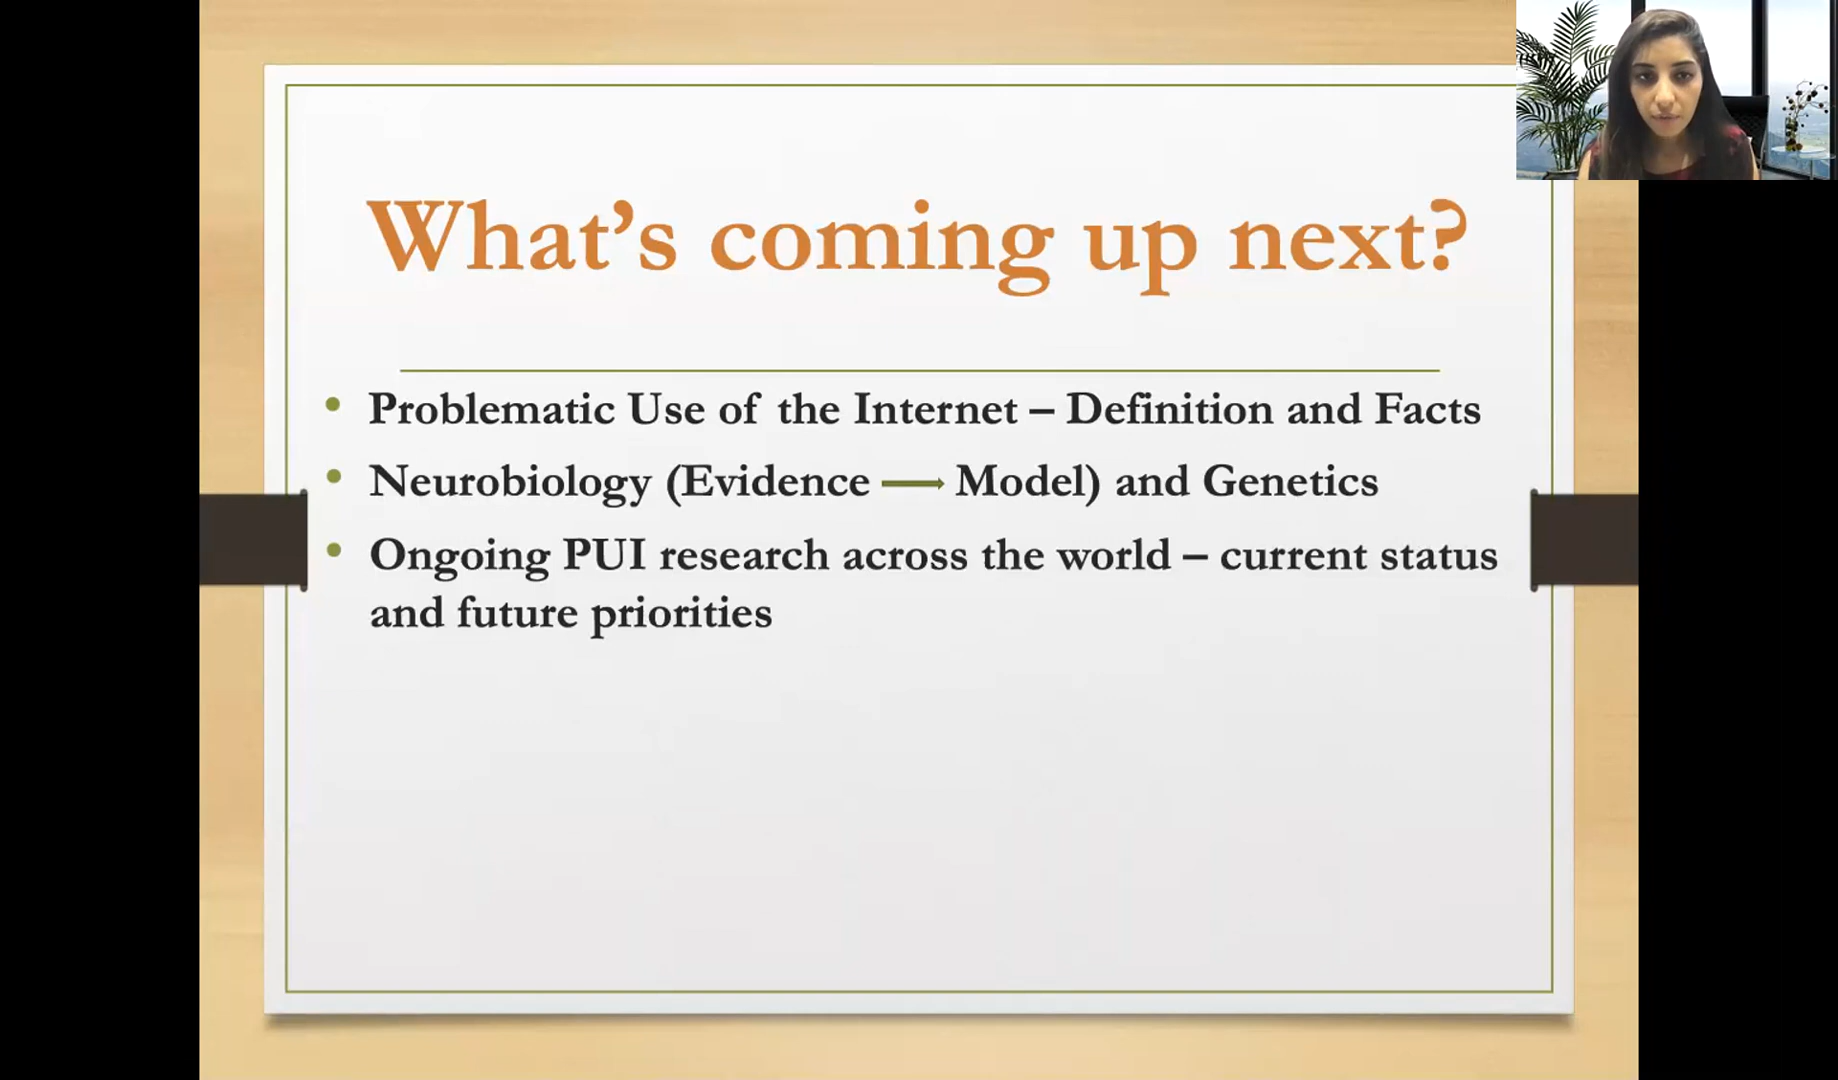 What’s coming up next?
• Problematic Use of the Internet – Definition and Facts
• Neurobiology (Evidence ⟶ Model) and Genetics
• Ongoing PUI research across the world – current status
and future priorities